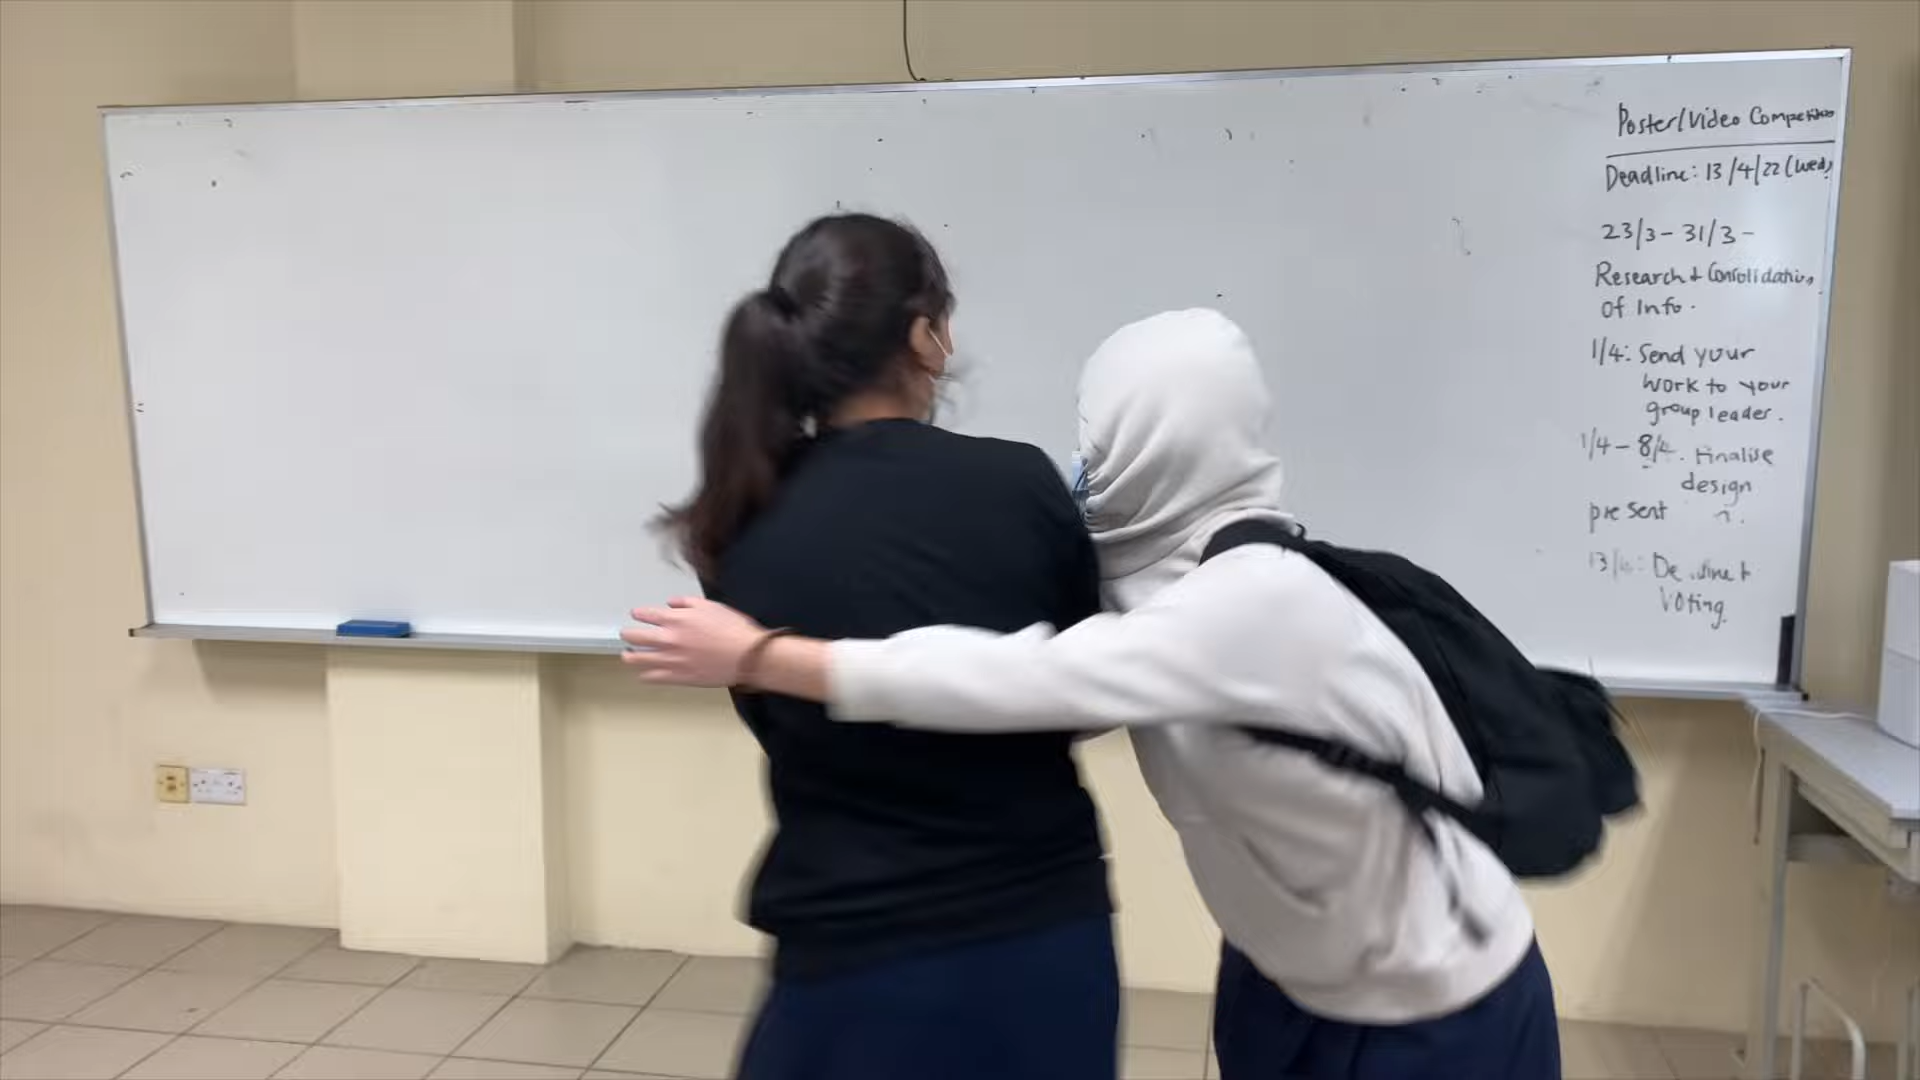 Poster/Video Competition
Deadline: 13/4/22 (Wed)
23/3 - 31/3 -
Research & Consolidation
of Info.
1/4: Send your
work to your
group leader.
1/4 - 8/4. Finalise
design
present
13/4:
Voting.